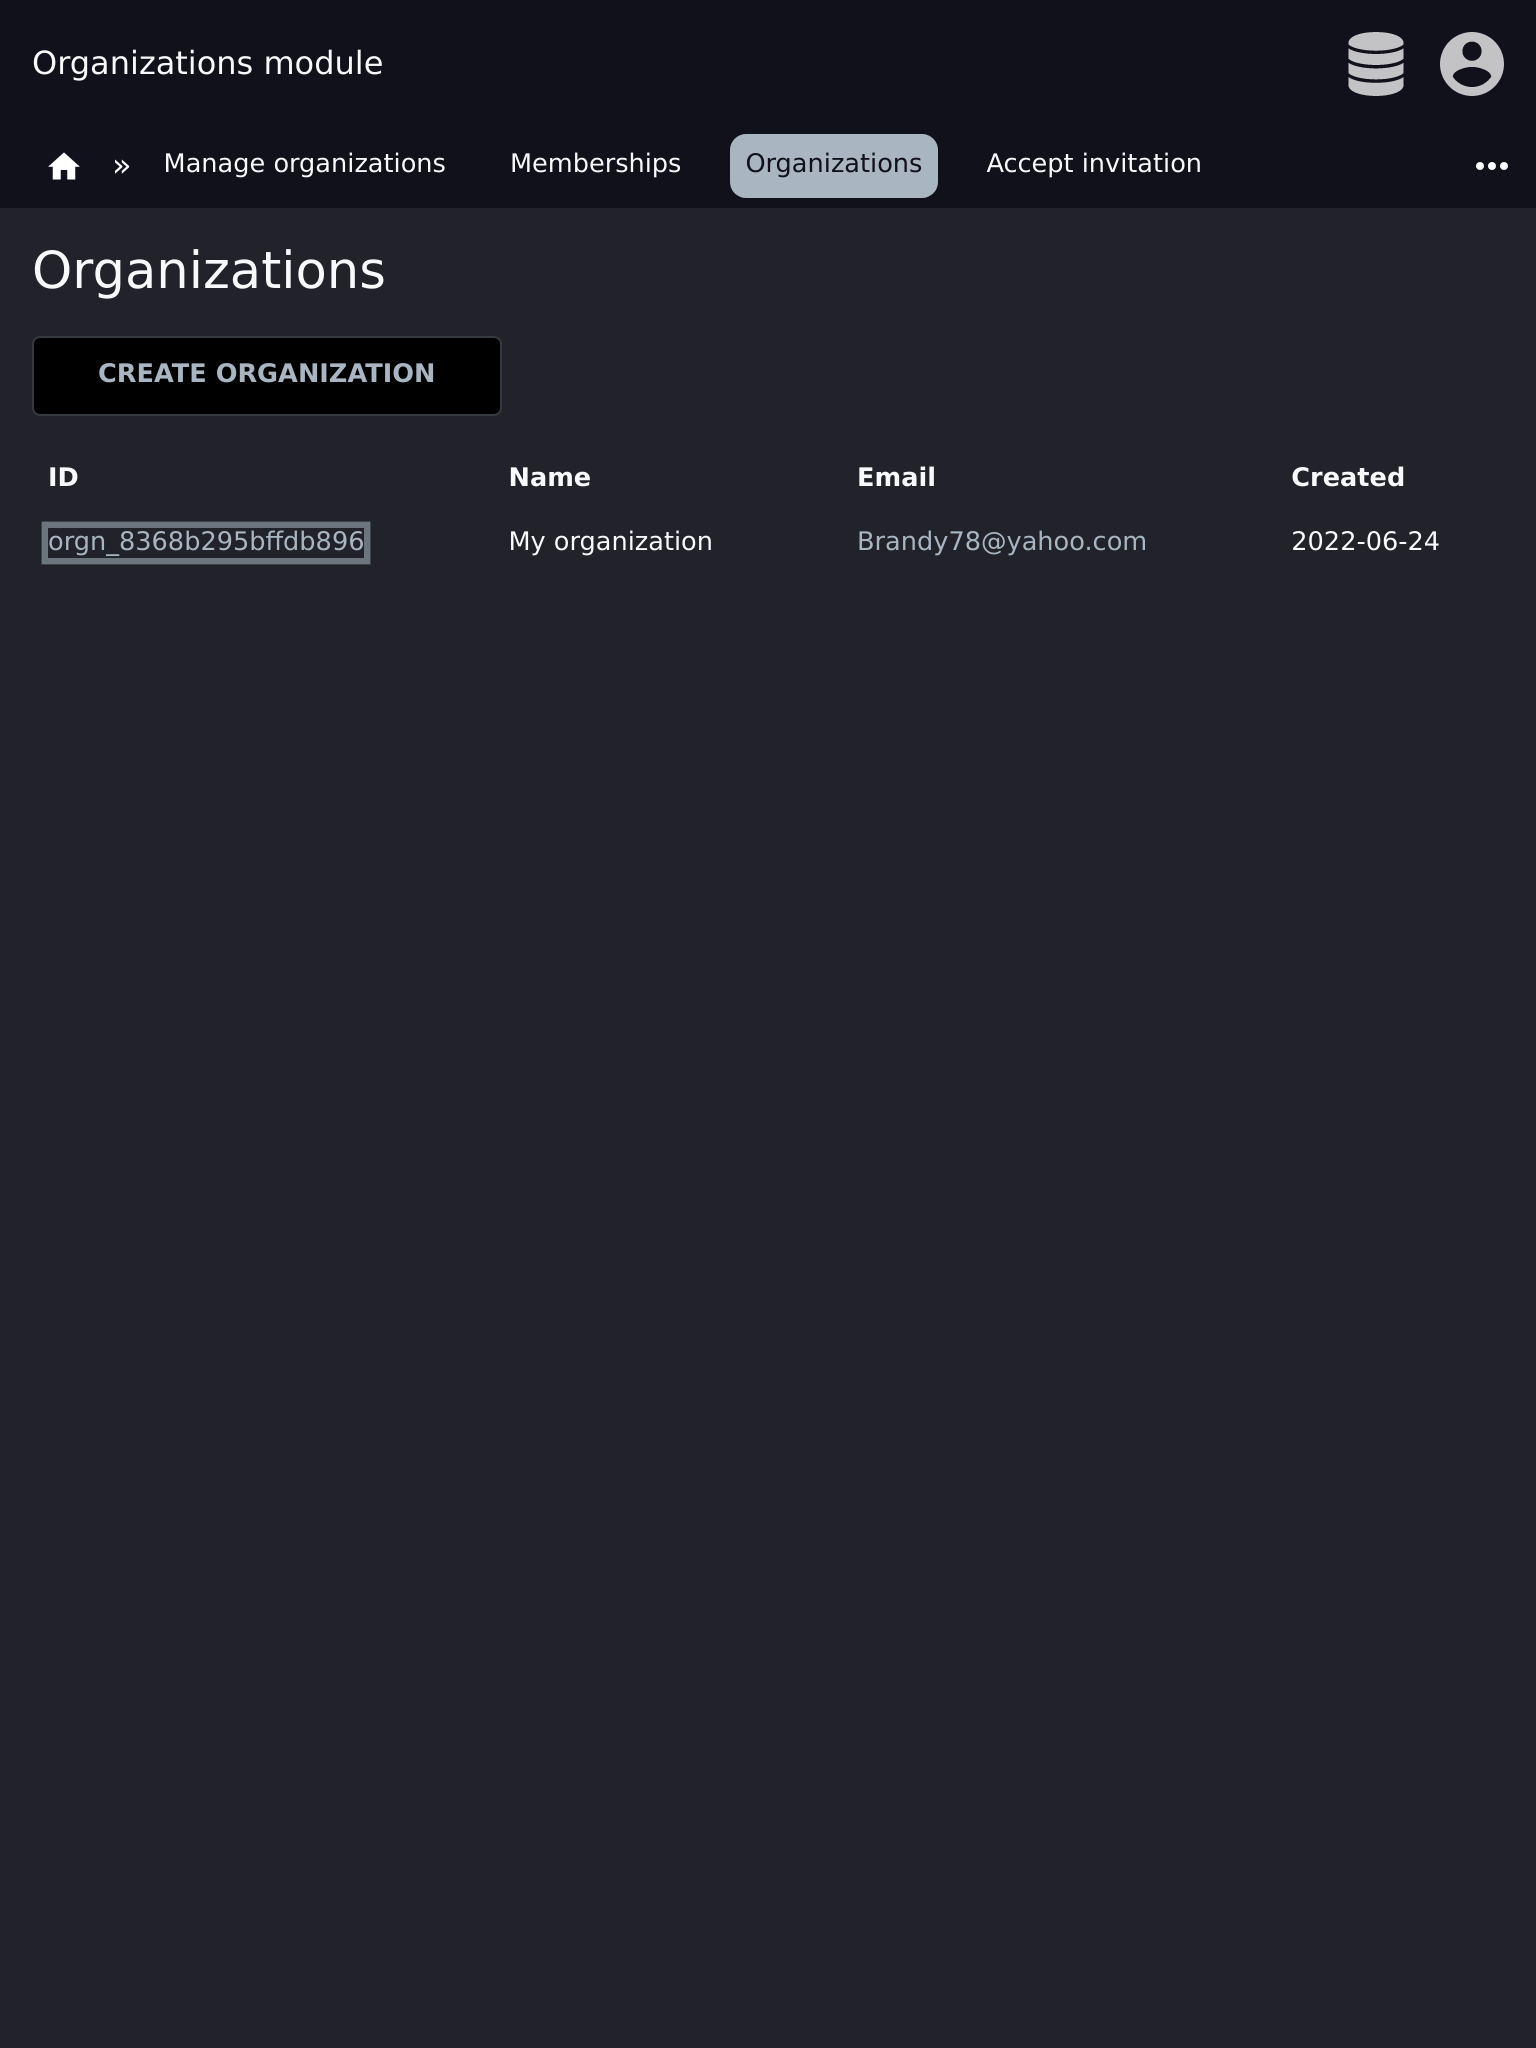 Organizations module
» Manage organizations Memberships Organizations Accept invitation
Organizations
CREATE ORGANIZATION
ID Name Email Created
orgn_8368b295bffdb896 My organization Brandy78@yahoo.com 2022-06-24